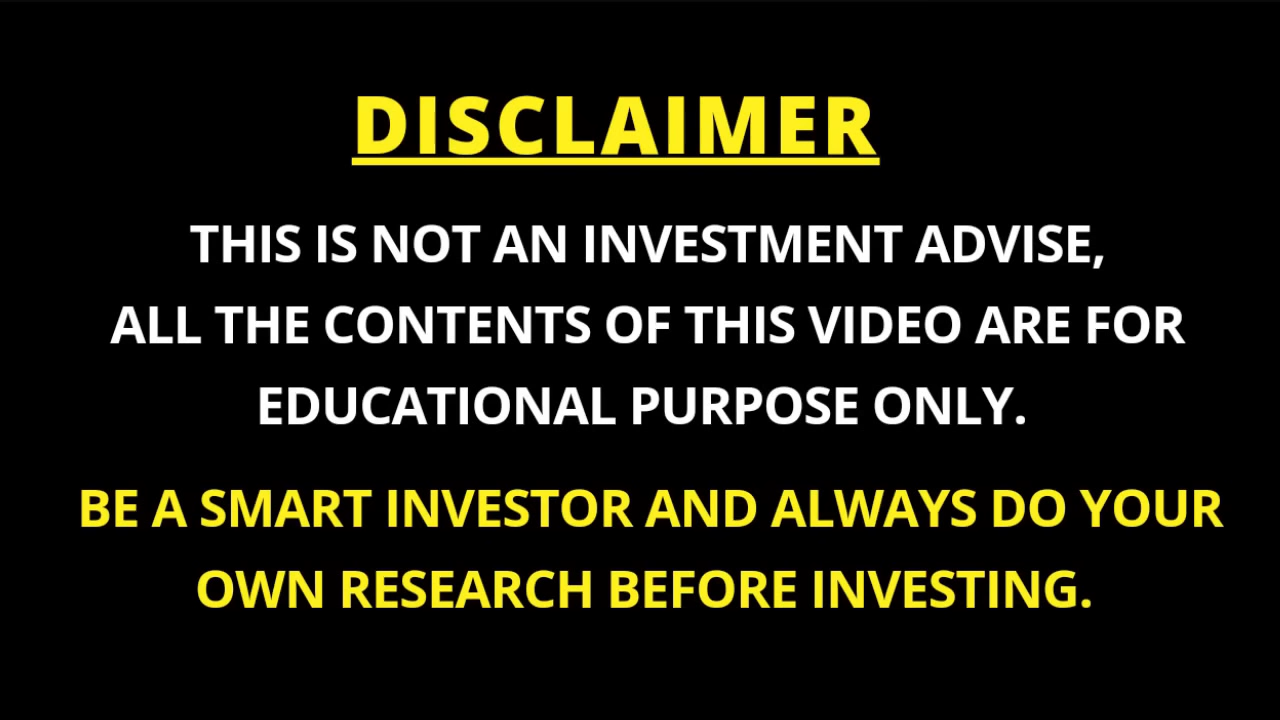 DISCLAIMER
THIS IS NOT AN INVESTMENT ADVISE,
ALL THE CONTENTS OF THIS VIDEO ARE FOR
EDUCATIONAL PURPOSE ONLY.
BE A SMART INVESTOR AND ALWAYS DO YOUR
OWN RESEARCH BEFORE INVESTING.